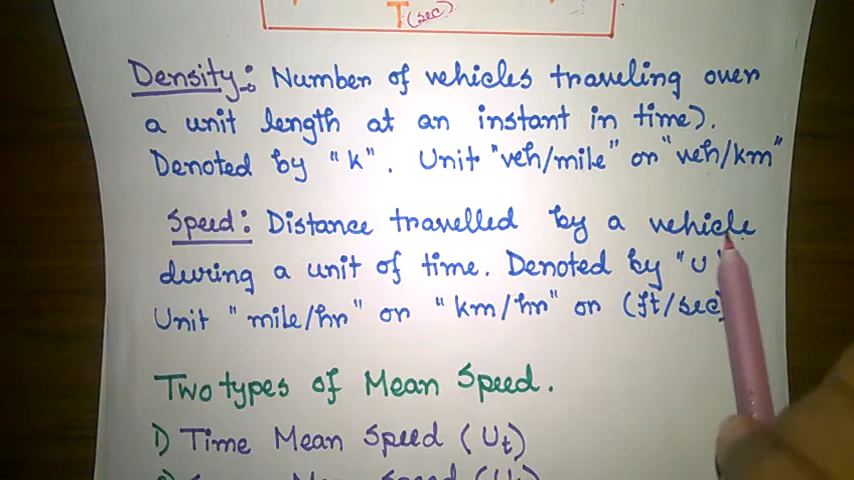 T(sec)
Density: Number of vehicles traveling over
a unit length at an instant in time).
Denoted by "k". Unit "veh/mile" or "veh/km"
Speed: Distance travelled by a vehicle
during a unit of time. Denoted by "U"
Unit "mile/hr" or "km/hr" or (ft/sec)
Two types of Mean Speed.
1) Time Mean Speed (Ut)
Mean Speed